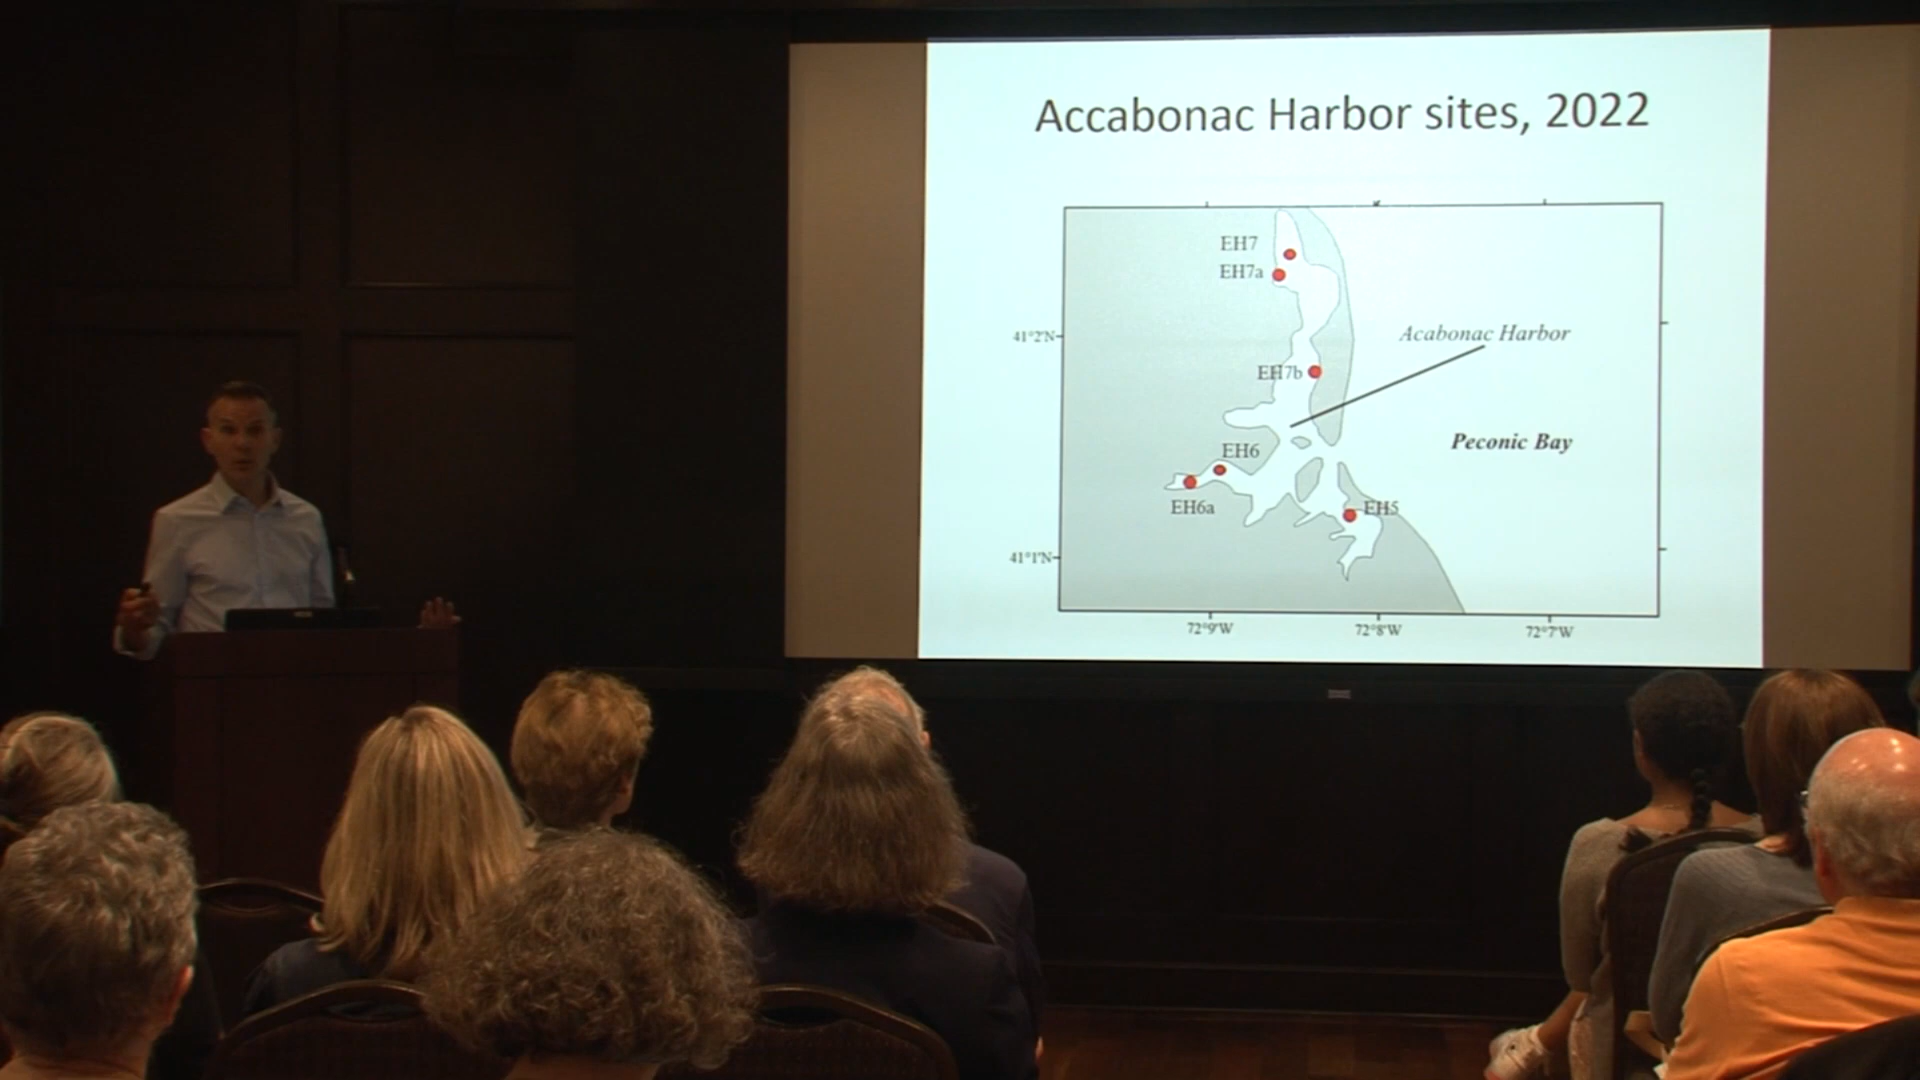 Accabonac Harbor sites, 2022
EH7
EH7a
41°2'N
Acabonac Harbor
EH7b
Peconic Bay
EH6
EH6a
EH5
41°1'N
72°9'W
72°8'W
72°7'W